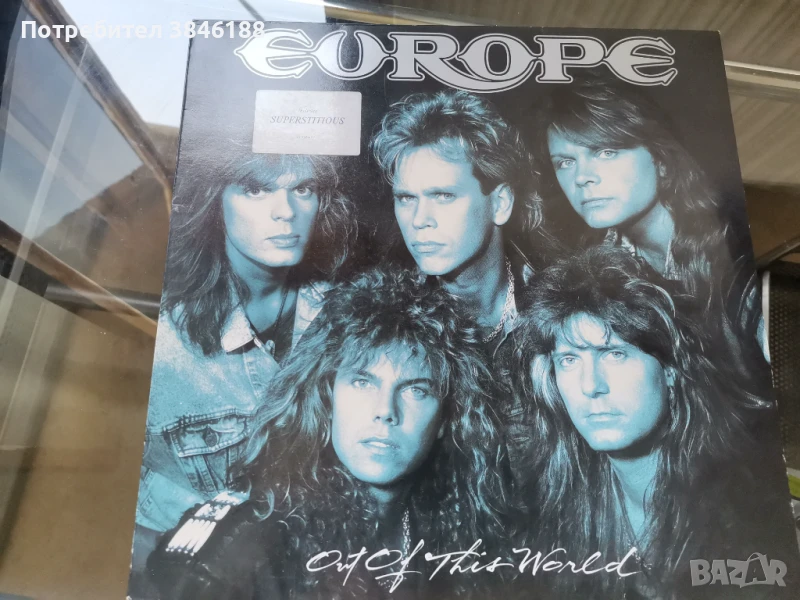 Потребител 3846188
EUROPE
SUPERSTITIOUS
Out Of This World
BAZAR